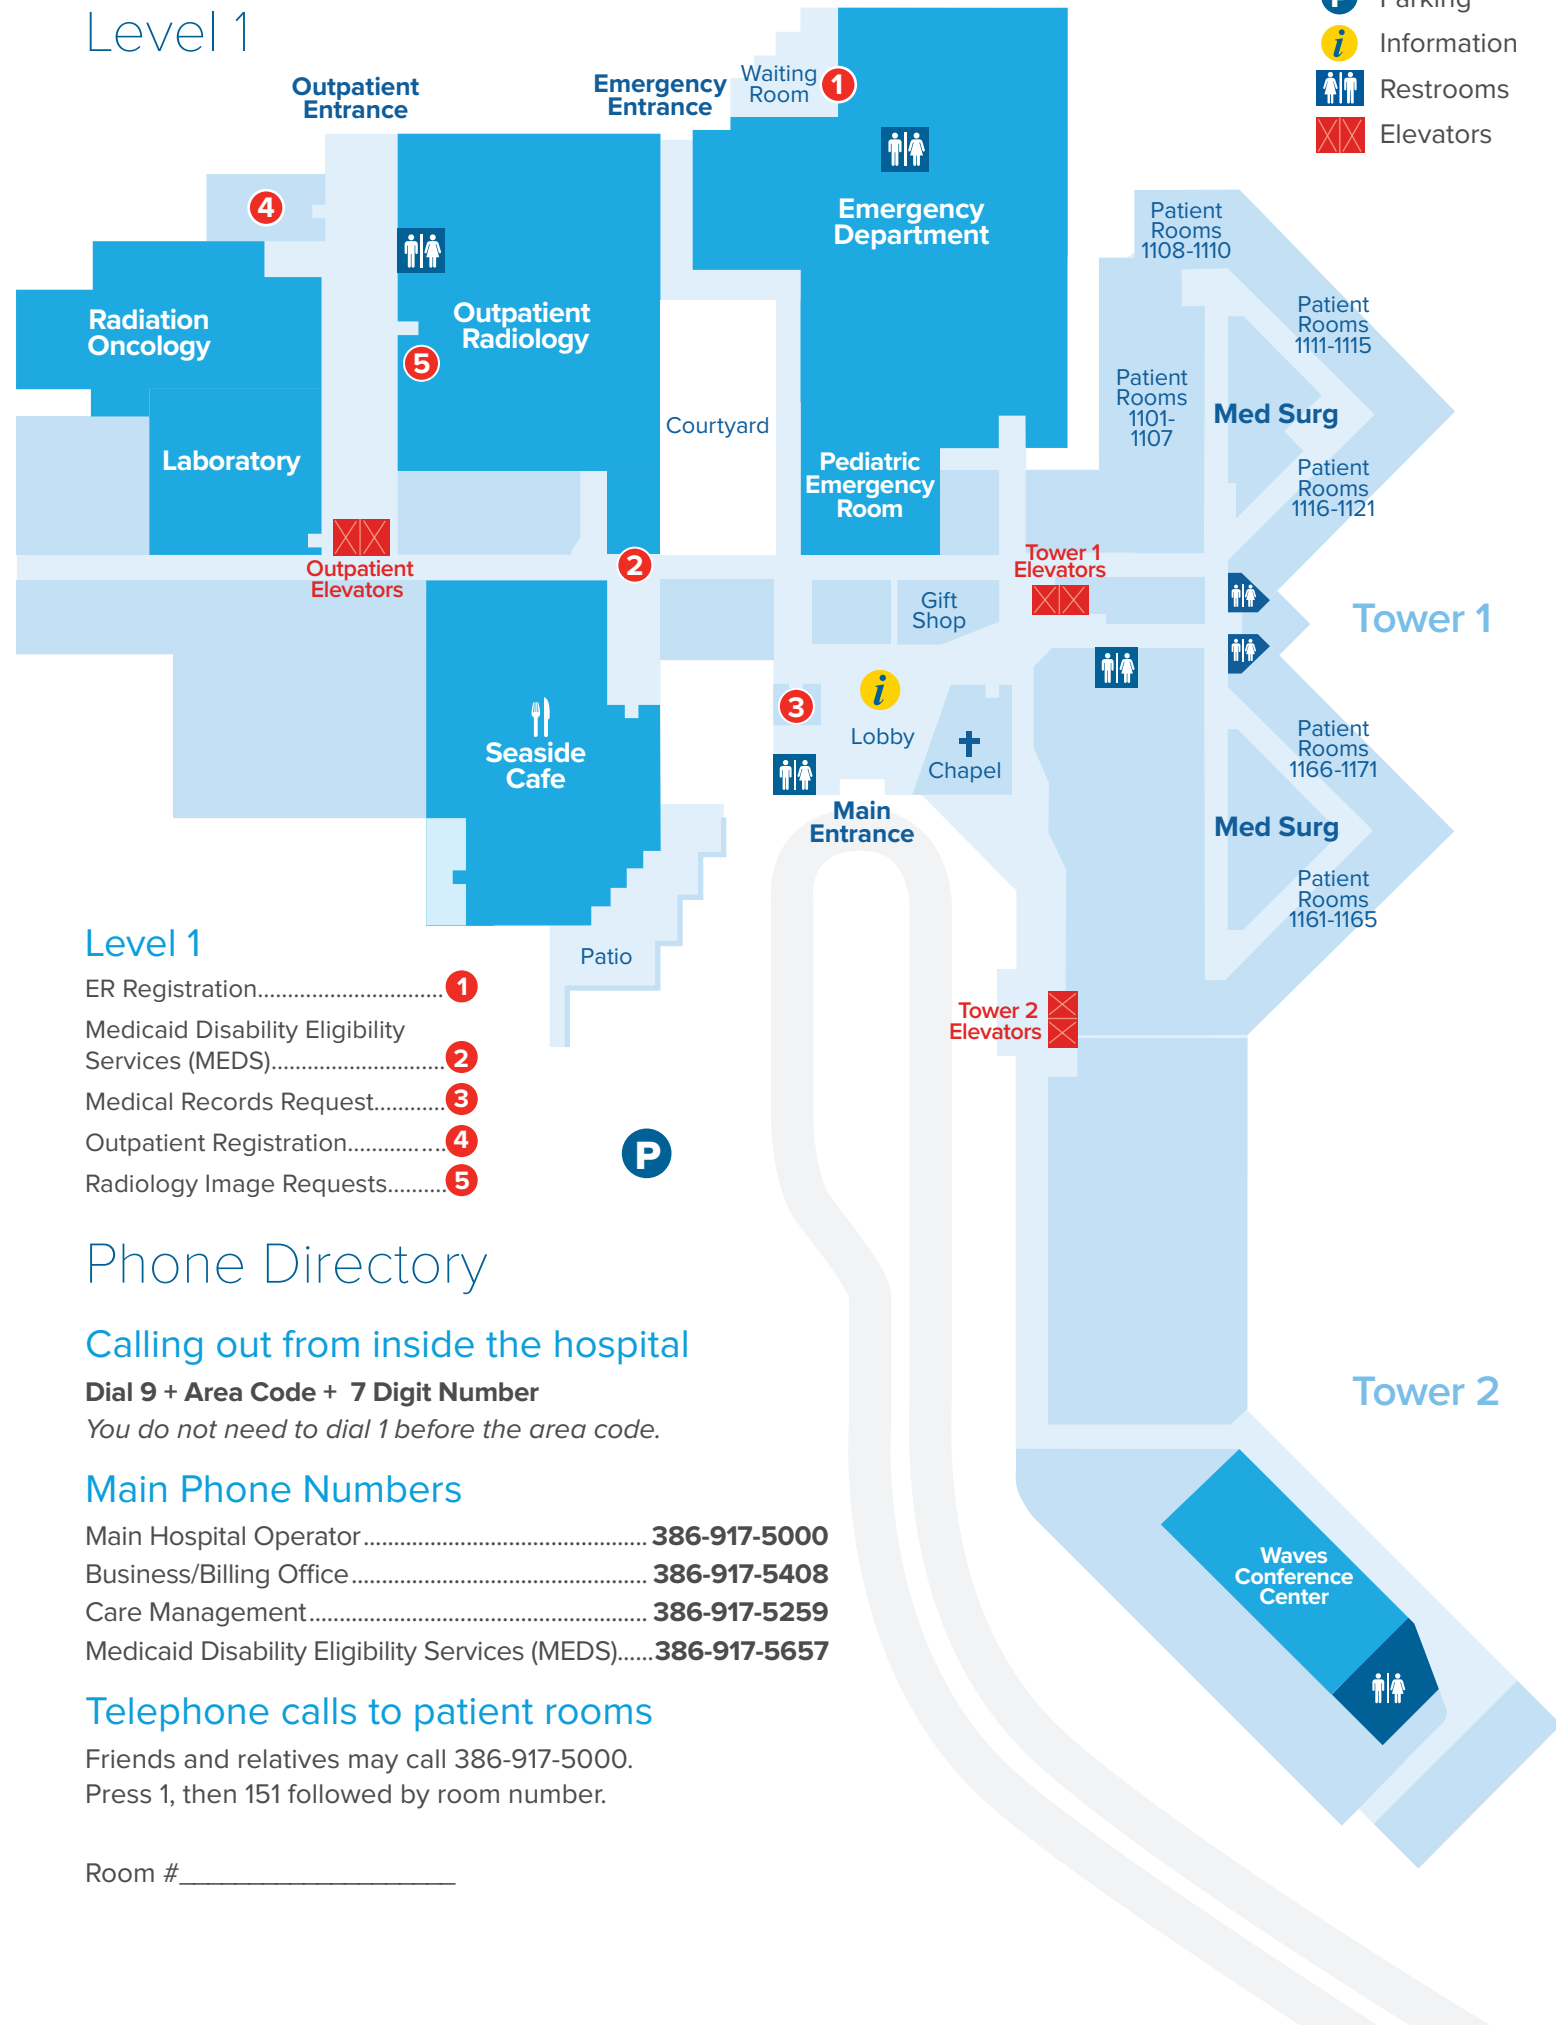 Level 1
Parking
Information
Restrooms
Elevators
Outpatient
Entrance
Emergency
Entrance
Waiting
Room
1
4
Emergency
Department
Patient
Rooms
1108-1110
Radiation
Oncology
Outpatient
Radiology
5
Patient
Rooms
1111-1115
Patient
Rooms
1101-
1107
Med Surg
Courtyard
Laboratory
Pediatric
Emergency
Room
Patient
Rooms
1116-1121
Outpatient
Elevators
2
Tower 1
Elevators
Gift
Shop
Tower 1
3
i
Lobby
Chapel
Seaside
Cafe
Main
Entrance
Patient
Rooms
1166-1171
Med Surg
Patient
Rooms
1161-1165
Patio
Tower 2
Elevators
Level 1
ER Registration............................... 1
Medicaid Disability Eligibility
Services (MEDS)............................. 2
Medical Records Request............ 3
Outpatient Registration................. 4
Radiology Image Requests.......... 5
P
Phone Directory
Calling out from inside the hospital
Dial 9 + Area Code + 7 Digit Number
You do not need to dial 1 before the area code.
Tower 2
Main Phone Numbers
Main Hospital Operator............................................... 386-917-5000
Business/Billing Office................................................. 386-917-5408
Care Management........................................................ 386-917-5259
Medicaid Disability Eligibility Services (MEDS)......386-917-5657
Waves
Conference
Center
Telephone calls to patient rooms
Friends and relatives may call 386-917-5000.
Press 1, then 151 followed by room number.
Room #____________________